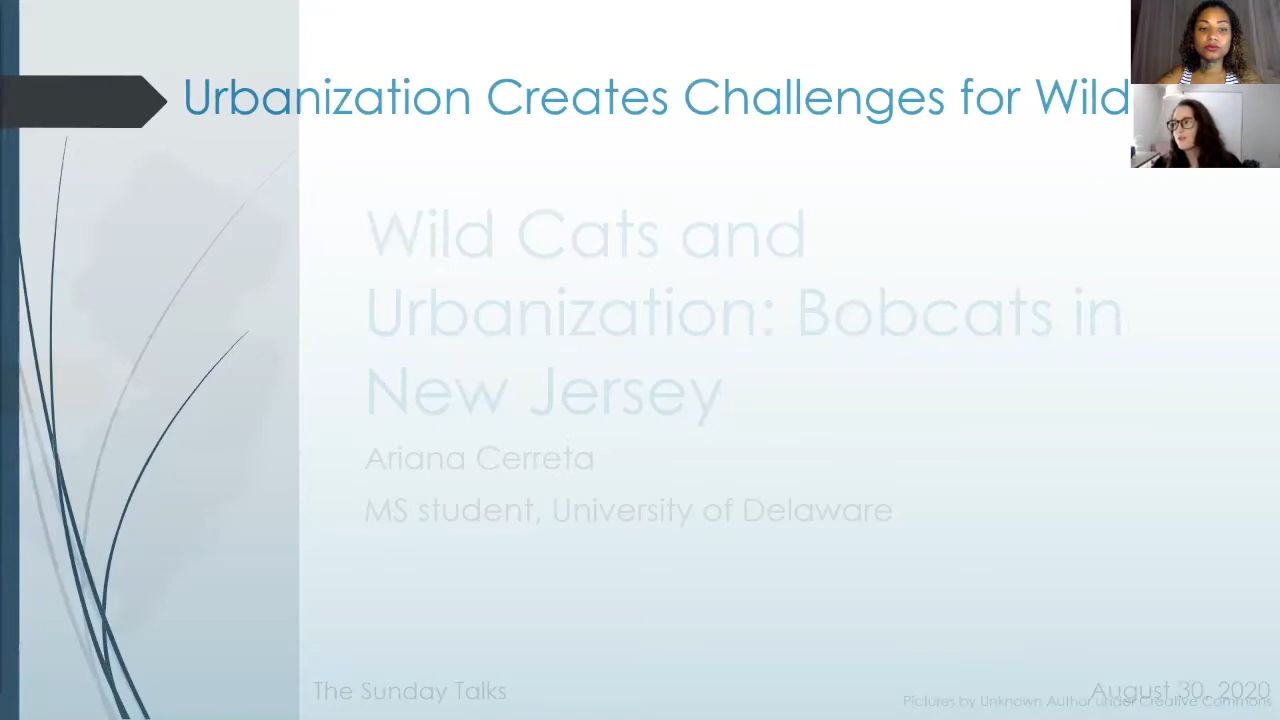 Urbanization Creates Challenges for Wild
Wild Cats and
Urbanization: Bobcats in
New Jersey
Ariana Cerreta
MS student, University of Delaware
The Sunday Talks
August 30, 2020
Pictures by Unknown Author under Creative Commons